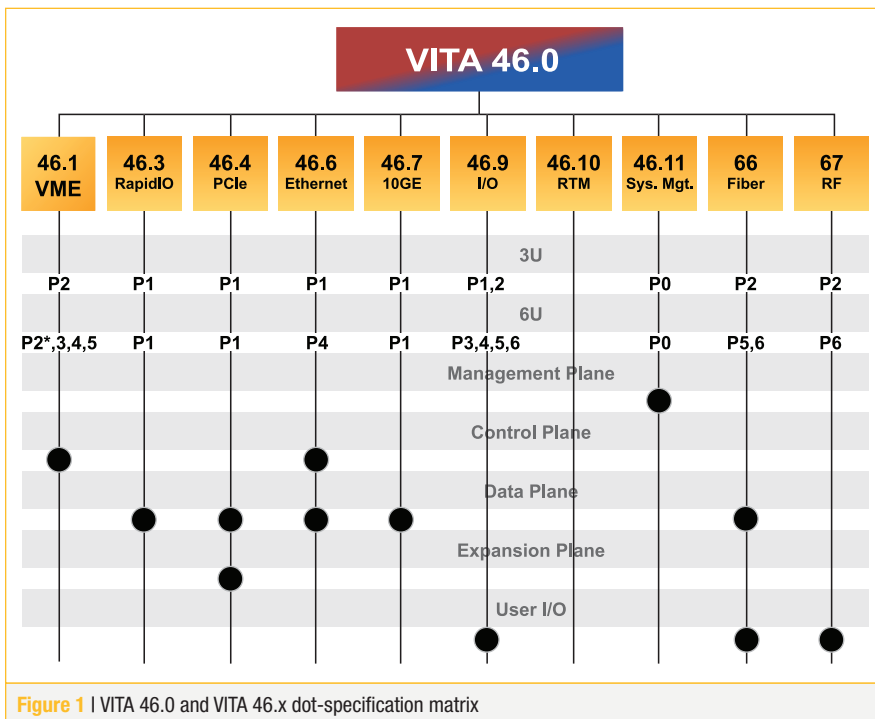 VITA 46.0
46.1 46.3 46.4 46.6 46.7 46.9 46.10 46.11 66 67
VME RapidIO PCIe Ethernet 10GE I/O RTM Sys. Mgt. Fiber RF
3U
P2 P1 P1 P1 P1 P1,2 P0 P2 P2
6U
P2*,3,4,5 P1 P1 P4 P1 P3,4,5,6 P0 P5,6 P6
Management Plane
Control Plane
Data Plane
Expansion Plane
User I/O
Figure 1 | VITA 46.0 and VITA 46.x dot-specification matrix